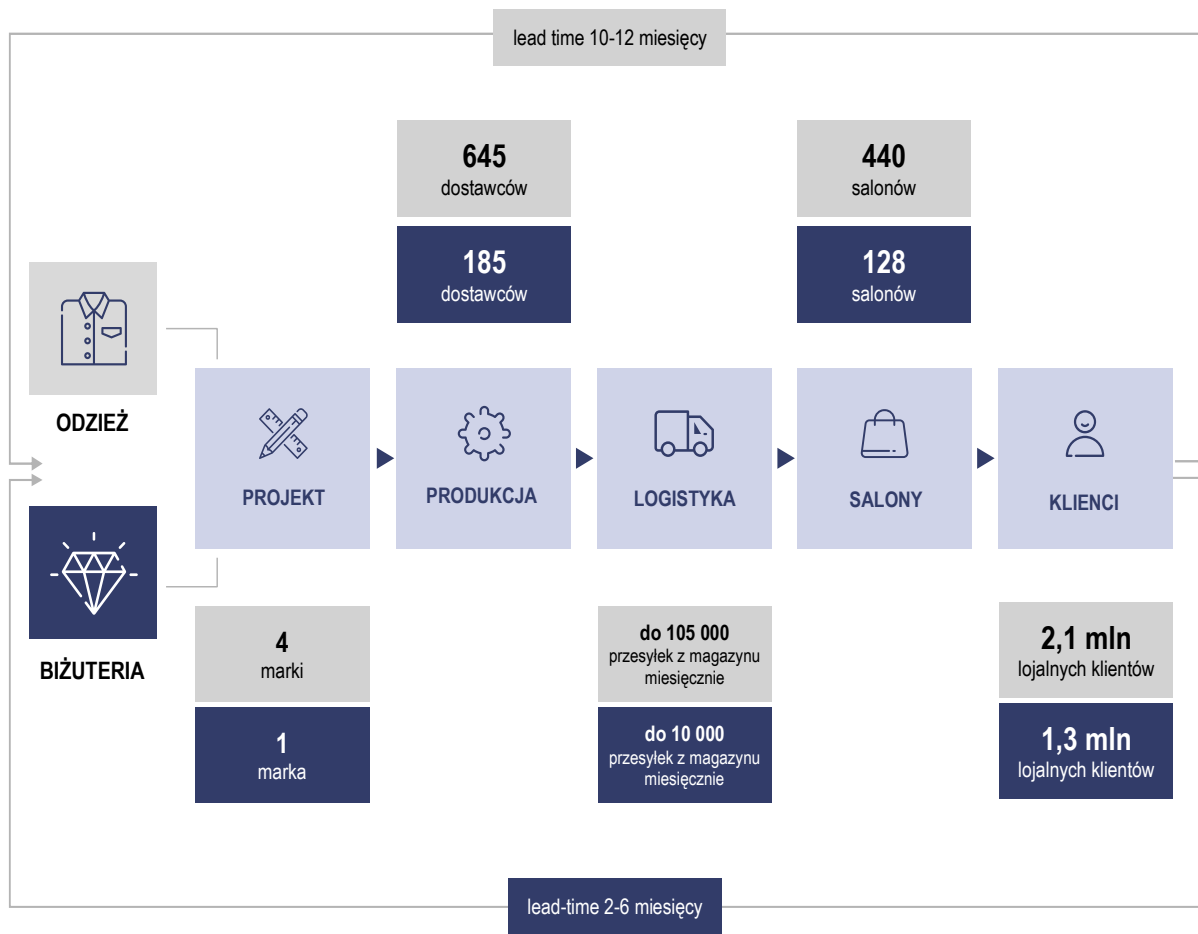 lead time 10-12 miesięcy
645
dostawców
440
salonów
185
dostawców
128
salonów
ODZIEŻ
PROJEKT
PRODUKCJA
LOGISTYKA
SALONY
KLIENCI
BIŻUTERIA
4
marki
do 105 000
przesyłek z magazynu
miesięcznie
2,1 mln
lojalnych klientów
1
marka
do 10 000
przesyłek z magazynu
miesięcznie
1,3 mln
lojalnych klientów
lead-time 2-6 miesięcy